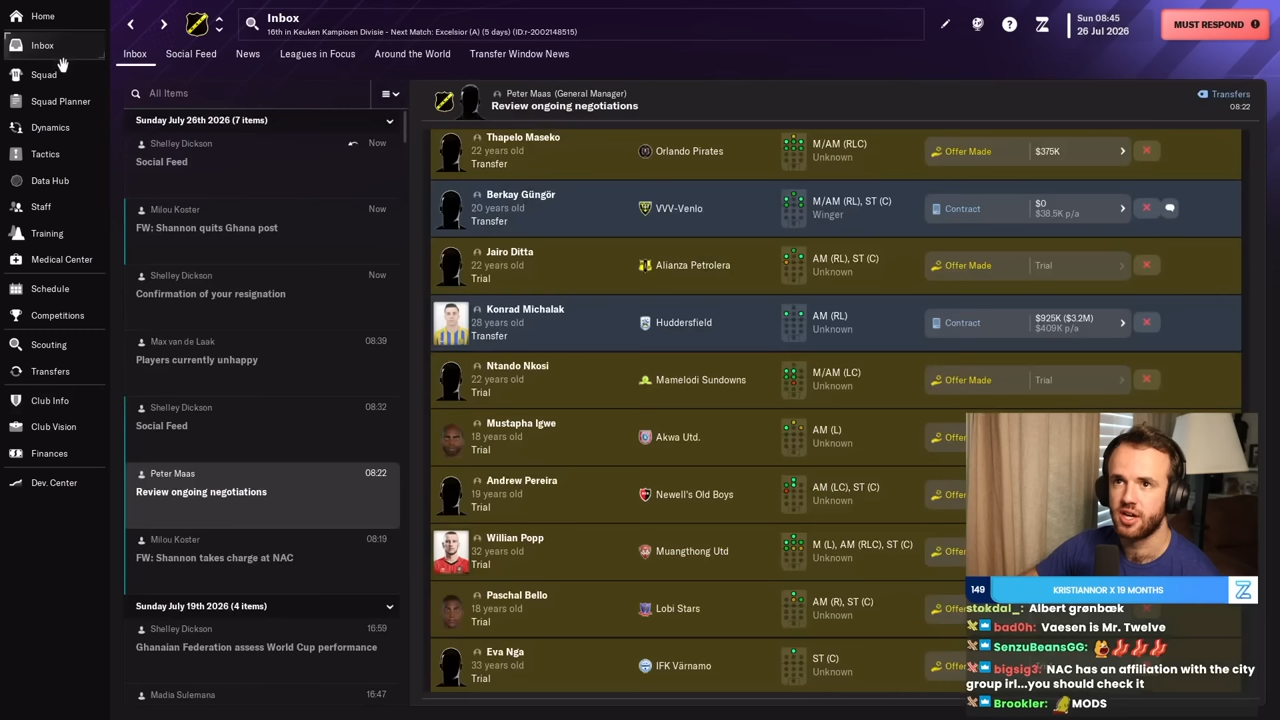 Home
Inbox
Squad
Squad Planner
Dynamics
Tactics
Data Hub
Staff
Training
Medical Center
Schedule
Competitions
Scouting
Transfers
Club Info
Club Vision
Finances
Dev. Center
Inbox
16th in Keuken Kampioen Divisie - Next Match: Excelsior (A) (5 days) (ID:r-2002148515)
Sun 08:45
26 Jul 2026
MUST RESPOND
Inbox
Social Feed
News
Leagues in Focus
Around the World
Transfer Window News
All Items
Sunday July 26th 2026 (7 items)
Shelley Dickson Now
Social Feed
Milou Koster Now
FW: Shannon quits Ghana post
Shelley Dickson Now
Confirmation of your resignation
Max van de Laak 08:39
Players currently unhappy
Shelley Dickson 08:32
Social Feed
Peter Maas 08:22
Review ongoing negotiations
Milou Koster 08:19
FW: Shannon takes charge at NAC
Sunday July 19th 2026 (4 items)
Shelley Dickson 16:59
Ghanaian Federation assess World Cup performance
Madia Sulemana 16:47
Peter Maas (General Manager)
Review ongoing negotiations
Transfers
08:22
Thapelo Maseko
22 years old
Transfer
Orlando Pirates
M/AM (RLC)
Unknown
Offer Made
$375K
Berkay Güngör
20 years old
Transfer
VVV-Venlo
M/AM (RL), ST (C)
Winger
Contract
$0
$38.5K p/a
Jairo Ditta
22 years old
Trial
Alianza Petrolera
AM (RL), ST (C)
Unknown
Offer Made
Trial
Konrad Michalak
28 years old
Transfer
Huddersfield
AM (RL)
Unknown
Contract
$925K ($3.2M)
$409K p/a
Ntando Nkosi
22 years old
Trial
Mamelodi Sundowns
M/AM (LC)
Unknown
Offer Made
Trial
Mustapha Igwe
18 years old
Trial
Akwa Utd.
AM (L)
Unknown
Offer
Andrew Pereira
19 years old
Trial
Newell's Old Boys
AM (LC), ST (C)
Unknown
Offer
Willian Popp
32 years old
Trial
Muangthong Utd
M (L), AM (RLC), ST (C)
Unknown
Offer
Paschal Bello
18 years old
Trial
Lobi Stars
AM (R), ST (C)
Unknown
Offer
Eva Nga
33 years old
Trial
IFK Värnamo
ST (C)
Unknown
Offer
149
KRISTIANNOR X 19 MONTHS
stokdal_: Albert grønbæk
bad0h: Vaesen is Mr. Twelve
SenzuBeansGG:
bigsig3: NAC has an affiliation with the city
group irl...you should check it
Brookler: MODS